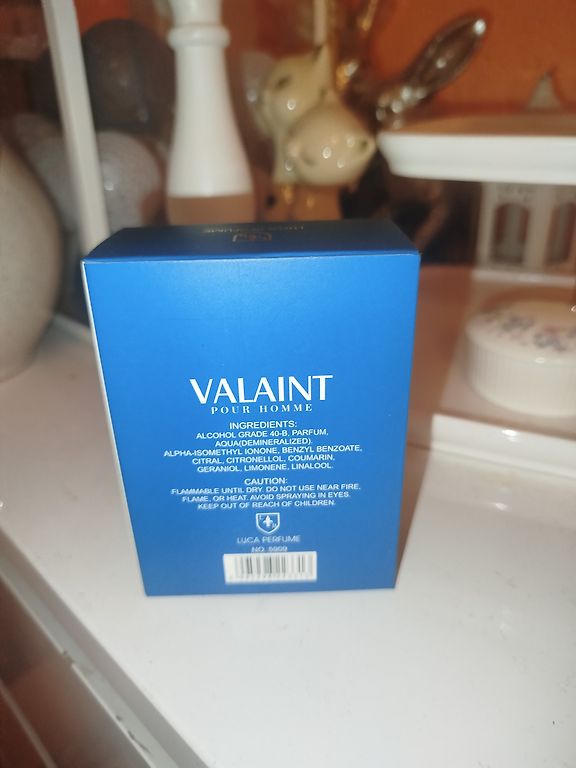 VALAINT
POUR HOMME
INGREDIENTS:
ALCOHOL GRADE 40-B, PARFUM,
AQUA(DEMINERALIZED).
ALPHA-ISOMETHYL IONONE, BENZYL BENZOATE,
CITRAL, CITRONELLOL, COUMARIN,
GERANIOL, LIMONENE, LINALOOL.
CAUTION:
FLAMMABLE UNTIL DRY. DO NOT USE NEAR FIRE,
FLAME, OR HEAT. AVOID SPRAYING IN EYES.
KEEP OUT OF REACH OF CHILDREN.
LUCA PERFUME
NO.